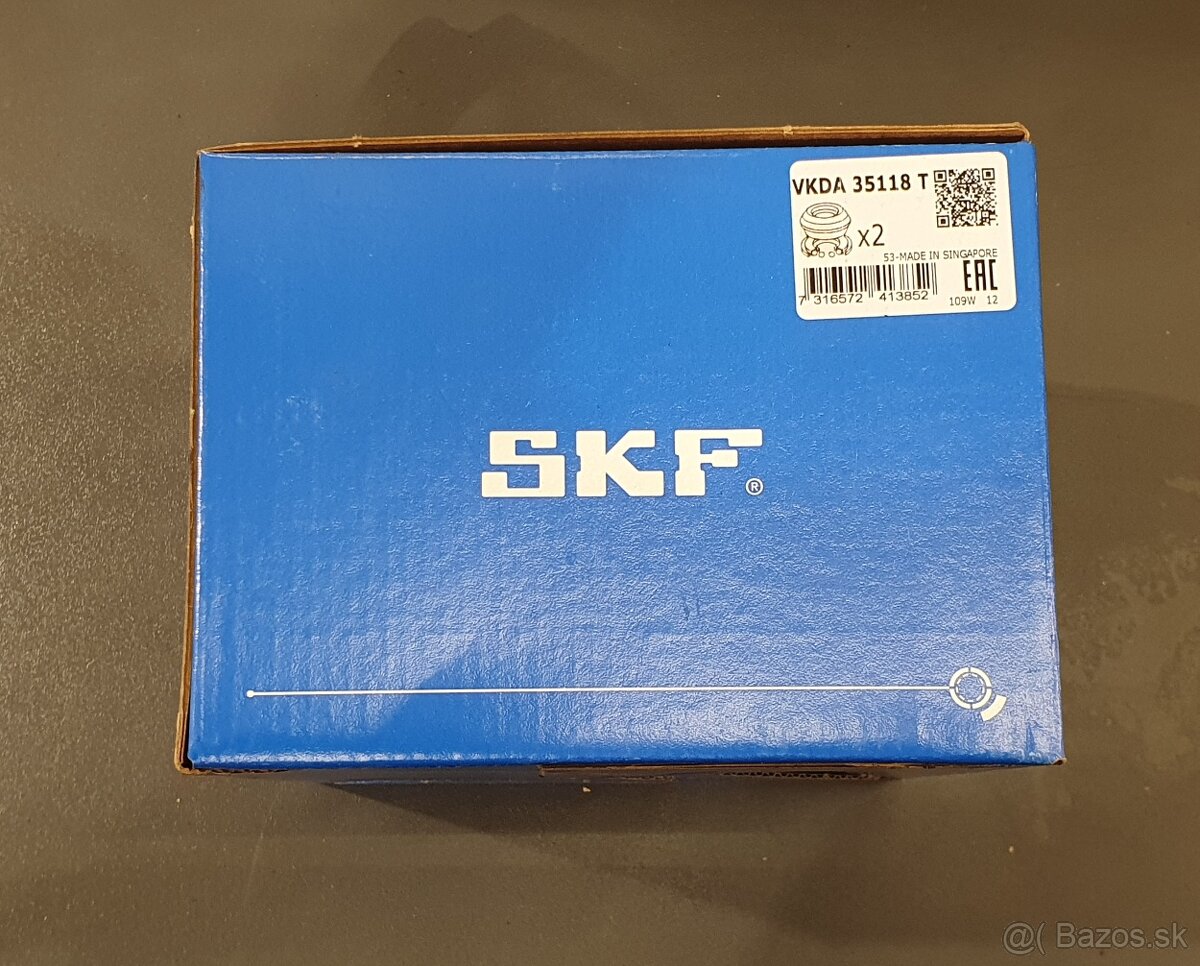 VKDA 35118 T
x2
53-MADE IN SINGAPORE
7 316572 413852
EAC
109W 12
SKF®
@( Bazos.sk